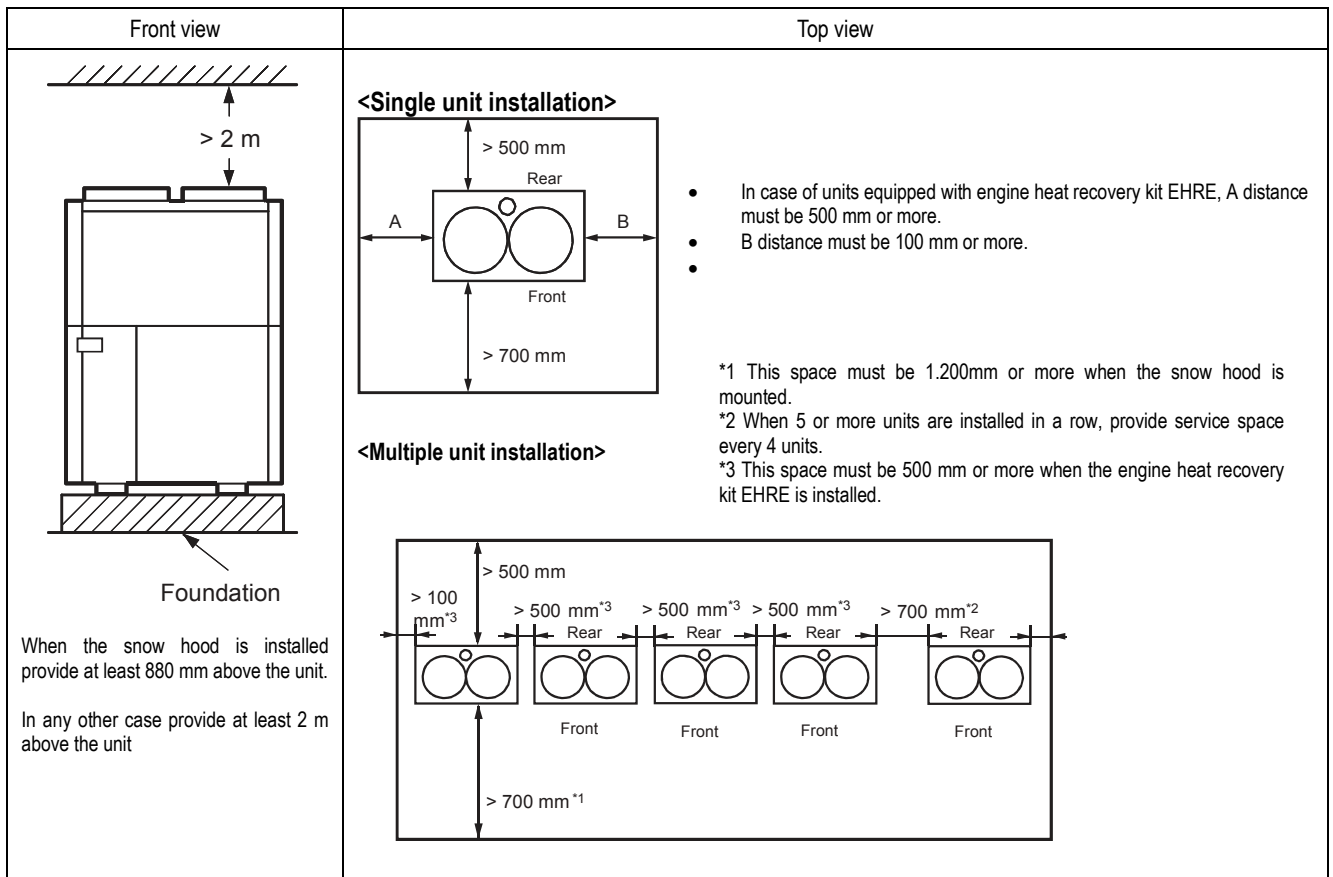 Front view
Top view
> 2 m
Foundation
When the snow hood is installed
provide at least 880 mm above the unit.
In any other case provide at least 2 m
above the unit
<Single unit installation>
> 500 mm
Rear
A
B
Front
> 700 mm
• In case of units equipped with engine heat recovery kit EHRE, A distance
must be 500 mm or more.
• B distance must be 100 mm or more.
•
*1 This space must be 1.200mm or more when the snow hood is
mounted.
*2 When 5 or more units are installed in a row, provide service space
every 4 units.
*3 This space must be 500 mm or more when the engine heat recovery
kit EHRE is installed.
<Multiple unit installation>
> 500 mm
> 100
mm*3
> 500 mm*3
> 500 mm*3
> 500 mm*3
> 700 mm*2
Rear
Rear
Rear
Rear
Front
Front
Front
Front
> 700 mm*1